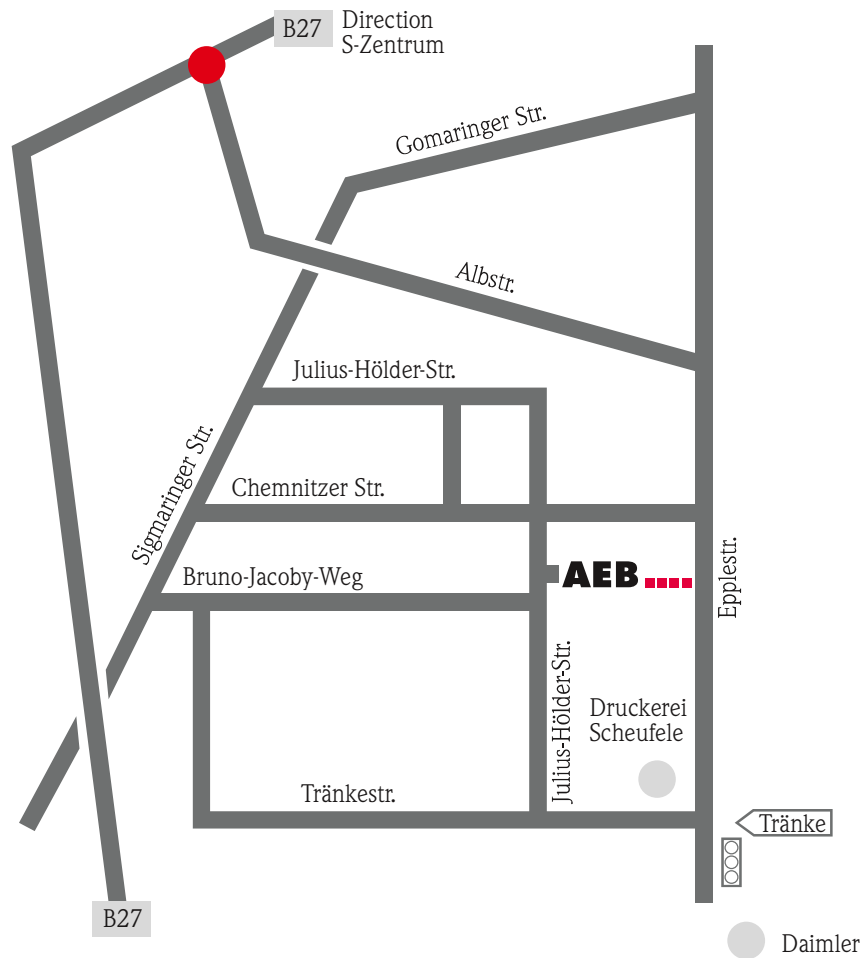 B27
Direction
S-Zentrum
Gomaringer Str.
Albstr.
Julius-Hölder-Str.
Sigmaringer Str.
Chemnitzer Str.
Bruno-Jacoby-Weg
AEB
Epplestr.
Julius-Hölder-Str.
Druckerei
Scheufele
Tränkestr.
Tränke
B27
Daimler